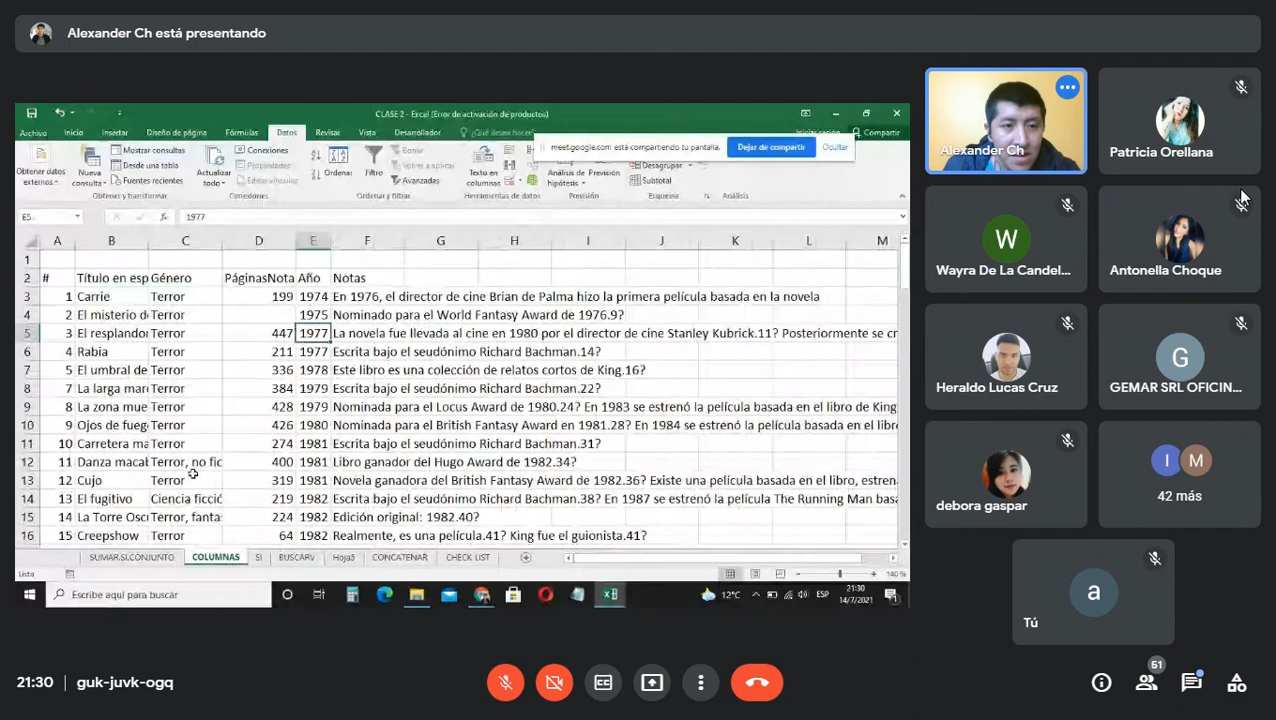 Alexander Ch está presentando
CLASE 2 - Excel (Error de activación de productos)
Archivo Inicio Insertar Diseño de página Fórmulas Datos Revisar Vista Desarrollador ¿Qué desea hacer? Iniciar sesión Compartir
meet.google.com está compartiendo tu pantalla. Dejar de compartir Ocultar
Obtener datos externos
Nueva consulta
Mostrar consultas
Desde una tabla
Fuentes recientes
Obtener y transformar
Actualizar todo
Conexiones
Propiedades
Editar vínculos
Conexiones
Ordenar
Filtro
Volver a aplicar
Avanzadas
Ordenar y filtrar
Texto en columnas
Herramientas de datos
Análisis de hipótesis
Previsión
Previsión
Desagrupar
Subtotal
Esquema
Análisis
E5 1977
A B C D E F G H I J K L M
1
2 # Título en esp Género PáginasNota Año Notas
3 1 Carrie Terror 199 1974 En 1976, el director de cine Brian de Palma hizo la primera película basada en la novela
4 2 El misterio d Terror 1975 Nominado para el World Fantasy Award de 1976.9?
5 3 El resplando Terror 447 1977 La novela fue llevada al cine en 1980 por el director de cine Stanley Kubrick.11? Posteriormente se cr
6 4 Rabia Terror 211 1977 Escrita bajo el seudónimo Richard Bachman.14?
7 5 El umbral de Terror 336 1978 Este libro es una colección de relatos cortos de King.16?
8 7 La larga mar Terror 384 1979 Escrita bajo el seudónimo Richard Bachman.22?
9 8 La zona mue Terror 428 1979 Nominada para el Locus Award de 1980.24? En 1983 se estrenó la película basada en el libro de King
10 9 Ojos de fueg Terror 426 1980 Nominada para el British Fantasy Award en 1981.28? En 1984 se estrenó la película basada en el libro
11 10 Carretera ma Terror 274 1981 Escrita bajo el seudónimo Richard Bachman.31?
12 11 Danza macab Terror, no fic 400 1981 Libro ganador del Hugo Award de 1982.34?
13 12 Cujo Terror 319 1981 Novela ganadora del British Fantasy Award de 1982.36? Existe una película basada en el libro, estren
14 13 El fugitivo Ciencia ficció 219 1982 Escrita bajo el seudónimo Richard Bachman.38? En 1987 se estrenó la película The Running Man basa
15 14 La Torre Osc Terror, fanta 224 1982 Edición original: 1982.40?
16 15 Creepshow Terror 64 1982 Realmente, es una película.41? King fue el guionista.41?
SUMAR.SI.CONJUNTO COLUMNAS SI BUSCARV Hoja5 CONCATENAR CHECK LIST
Listo 140 %
Escribe aquí para buscar 12°C ESP 21:30
14/7/2021
1
Alexander Ch
Patricia Orellana
W
Wayra De La Candel...
Antonella Choque
Heraldo Lucas Cruz
G
GEMAR SRL OFICIN...
debora gaspar
I M
42 más
a
Tú
21:30 guk-juvk-ogq
51